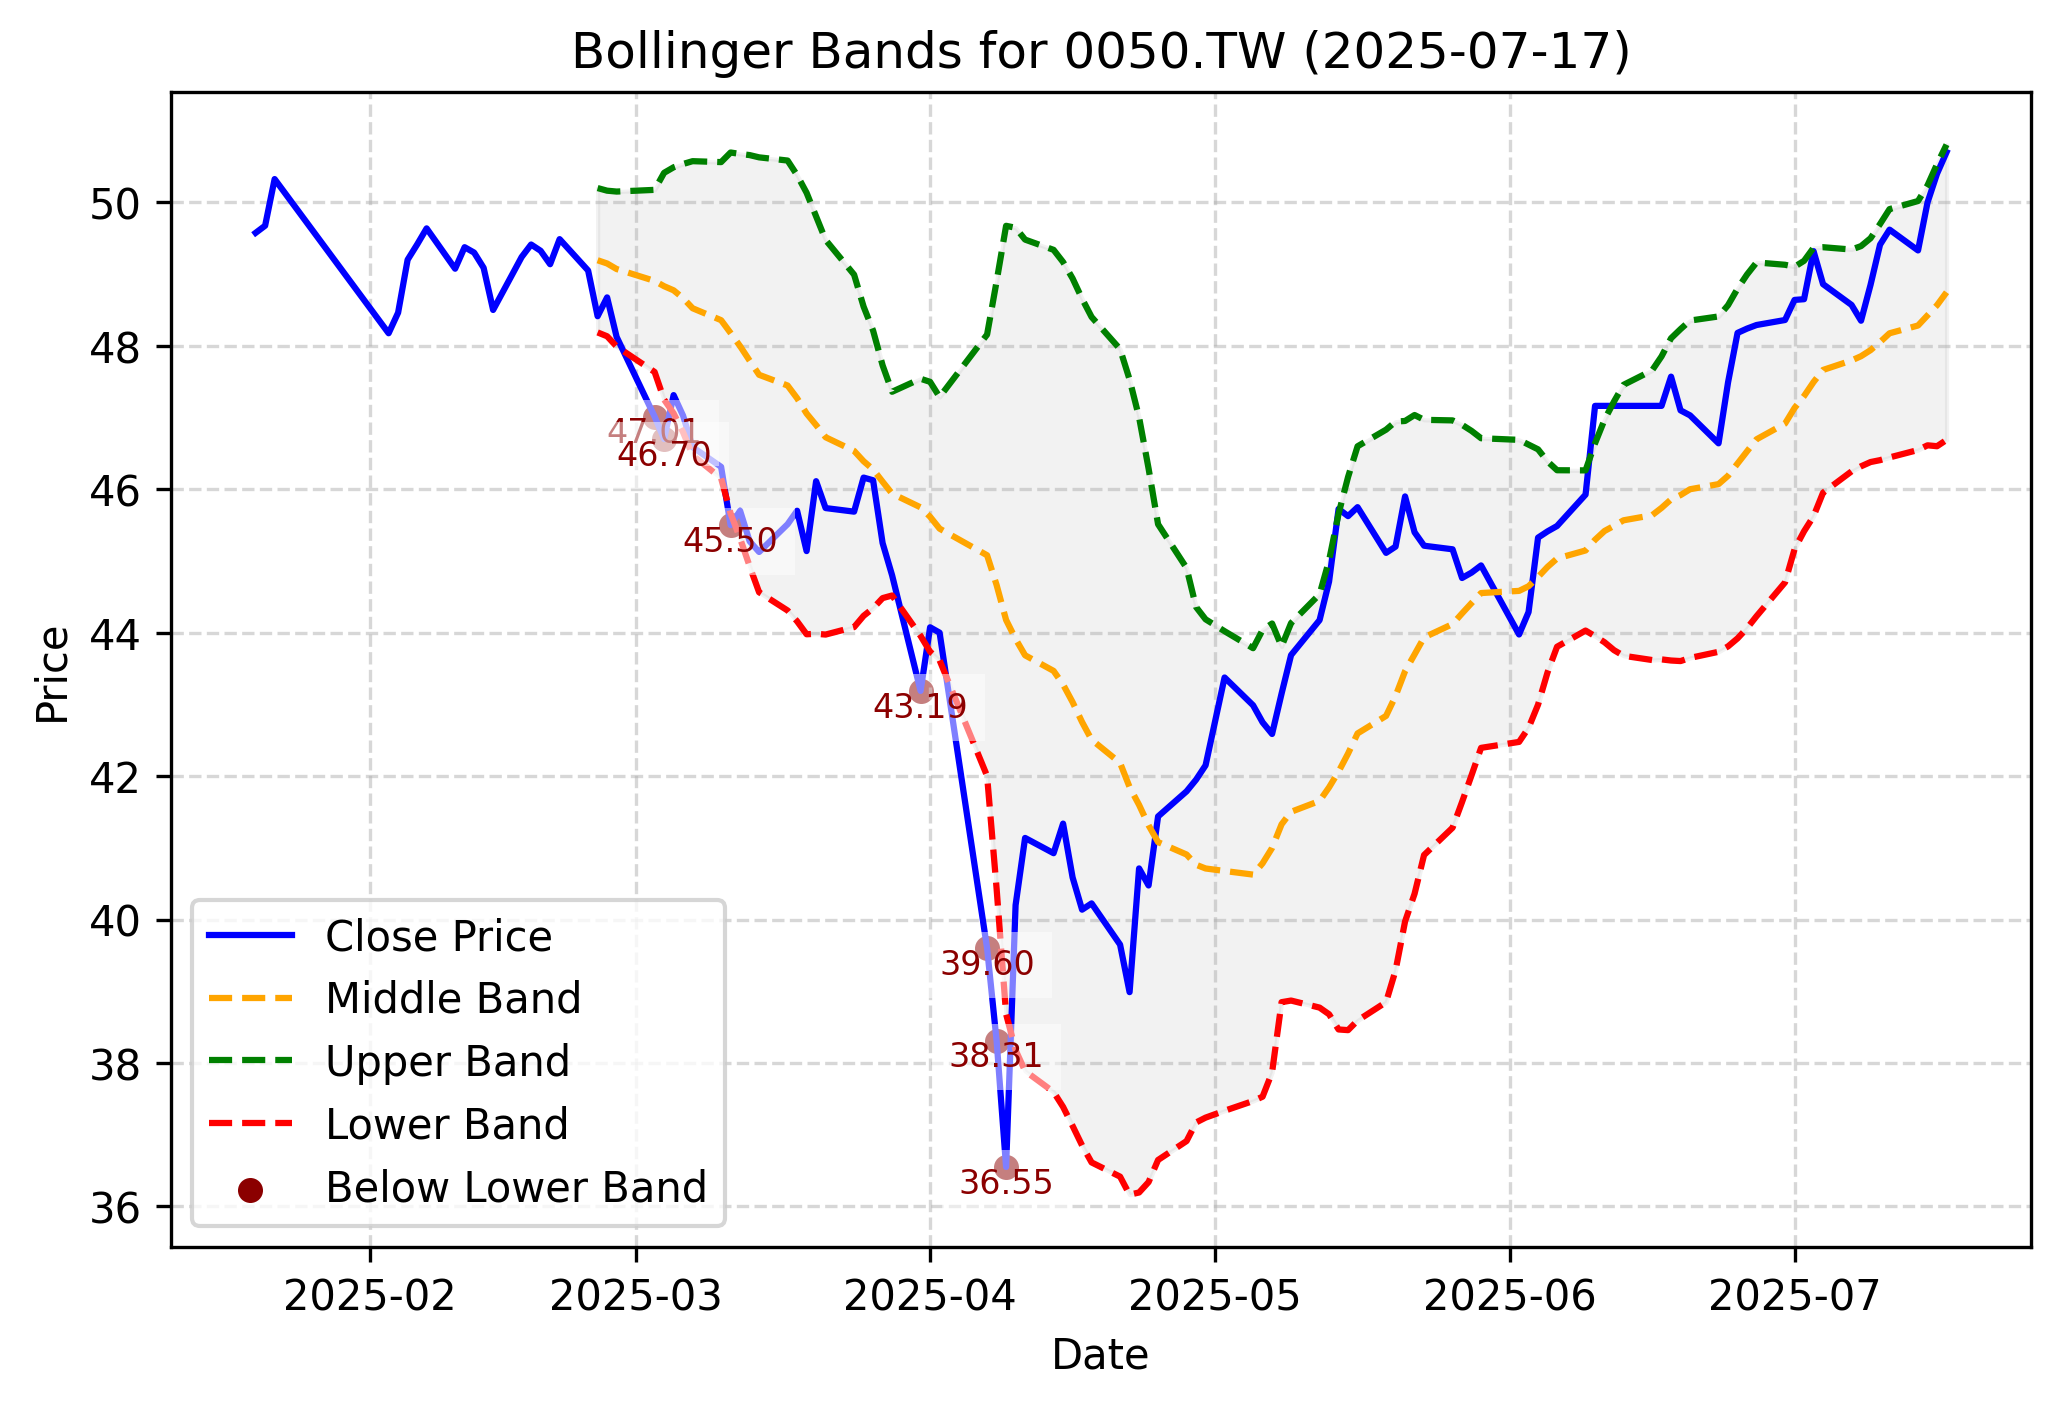 Bollinger Bands for 0050.TW (2025-07-17)
Price
50
48
46
44
42
40
38
36
47.01
46.70
45.50
43.19
39.60
38.31
36.55
Close Price
Middle Band
Upper Band
Lower Band
Below Lower Band
2025-02
2025-03
2025-04
2025-05
2025-06
2025-07
Date